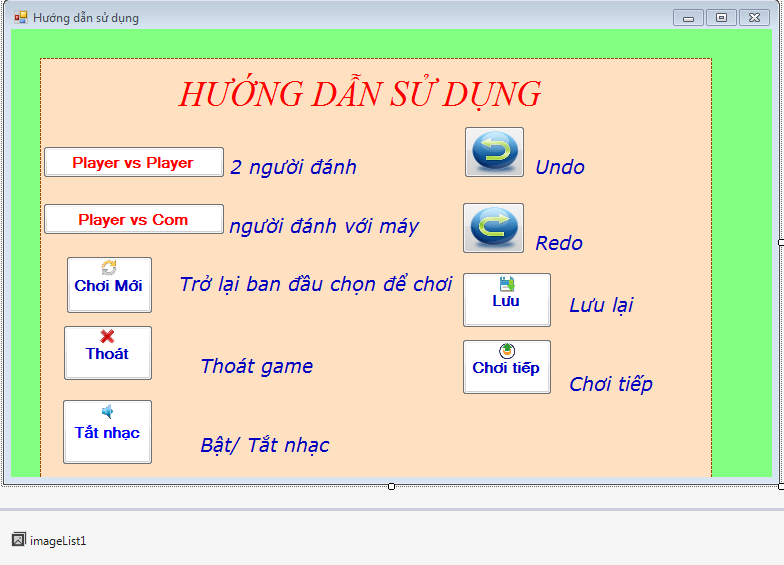 Hướng dẫn sử dụng
HƯỚNG DẪN SỬ DỤNG
Player vs Player
2 người đánh
Undo
Player vs Com
người đánh với máy
Redo
Chơi Mới
Trở lại ban đầu chọn để chơi
Lưu
Lưu lại
Thoát
Thoát game
Chơi tiếp
Chơi tiếp
Tắt nhạc
Bật/ Tắt nhạc
imageList1